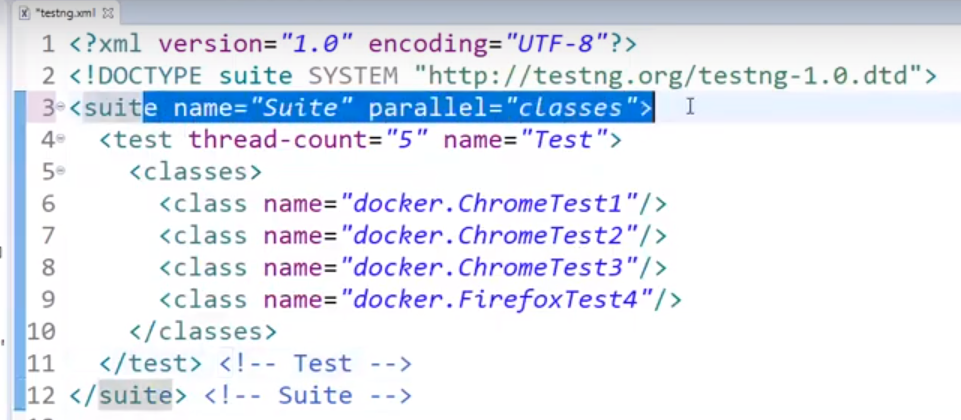 *testng.xml
1 <?xml version="1.0" encoding="UTF-8"?>
2 <!DOCTYPE suite SYSTEM "http://testng.org/testng-1.0.dtd">
3 <suite name="Suite" parallel="classes">
4 <test thread-count="5" name="Test">
5 <classes>
6 <class name="docker.ChromeTest1"/>
7 <class name="docker.ChromeTest2"/>
8 <class name="docker.ChromeTest3"/>
9 <class name="docker.FirefoxTest4"/>
10 </classes>
11 </test> <!-- Test -->
12 </suite> <!-- Suite -->